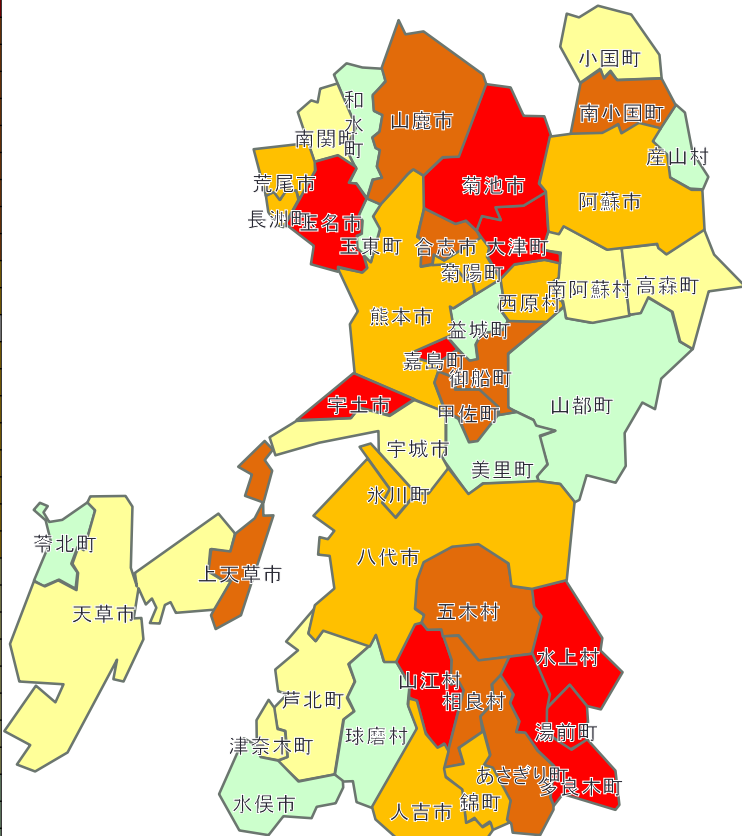 小国町
南小国町
産山村
和水町
南関町
山鹿市
菊池市
阿蘇市
荒尾市
長洲町
玉名市
玉東町
合志市
大津町
菊陽町
西原村
南阿蘇村
高森町
熊本市
益城町
嘉島町
御船町
宇土市
甲佐町
山都町
宇城市
美里町
氷川町
八代市
苓北町
上天草市
天草市
五木村
水上村
山江村
相良村
芦北町
湯前町
津奈木町
球磨村
あさぎり町
多良木町
水俣市
人吉市
錦町